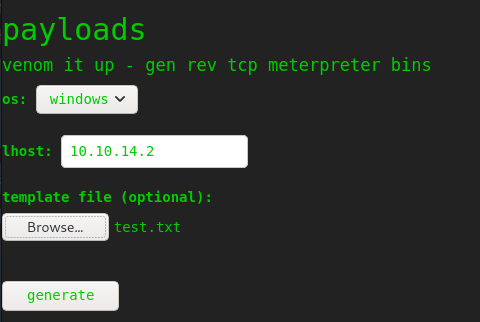 payloads
venom it up - gen rev tcp meterpreter bins
os: windows
lhost: 10.10.14.2
template file (optional):
Browse... test.txt
generate